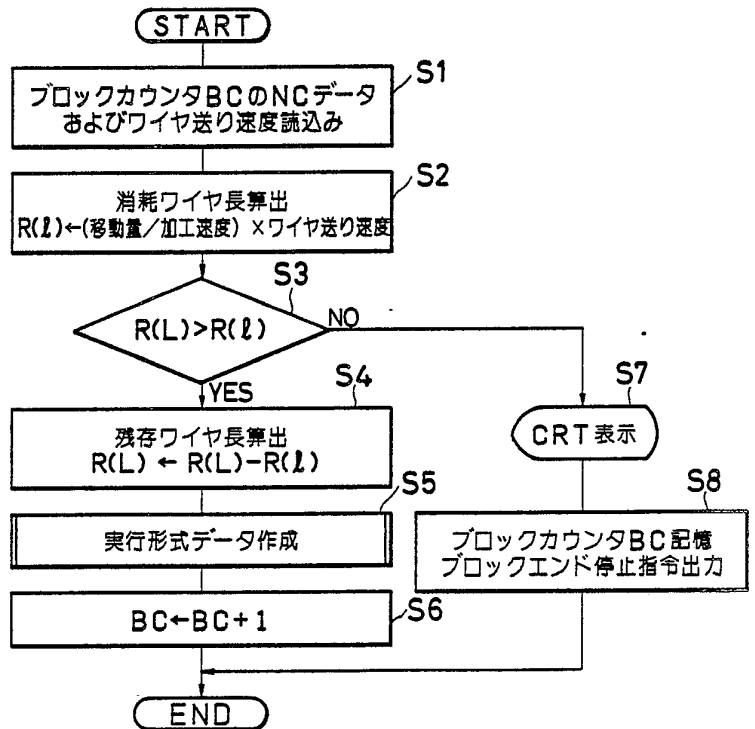 START
S1
ブロックカウンタBCのNCデータ
およびワイヤ送り速度読込み
S2
消耗ワイヤ長算出
R(ℓ)←(移動量/加工速度)×ワイヤ送り速度
S3
R(L)>R(ℓ)
NO
YES
S4
残存ワイヤ長算出
R(L)←R(L)-R(ℓ)
S5
実行形式データ作成
S6
BC←BC+1
S7
CRT表示
S8
ブロックカウンタBC記憶
ブロックエンド停止指令出力
END